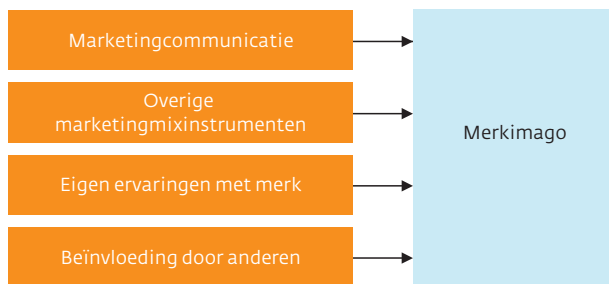 Marketingcommunicatie
Overige
marketingmixinstrumenten
Eigen ervaringen met merk
Beïnvloeding door anderen
Merkimago